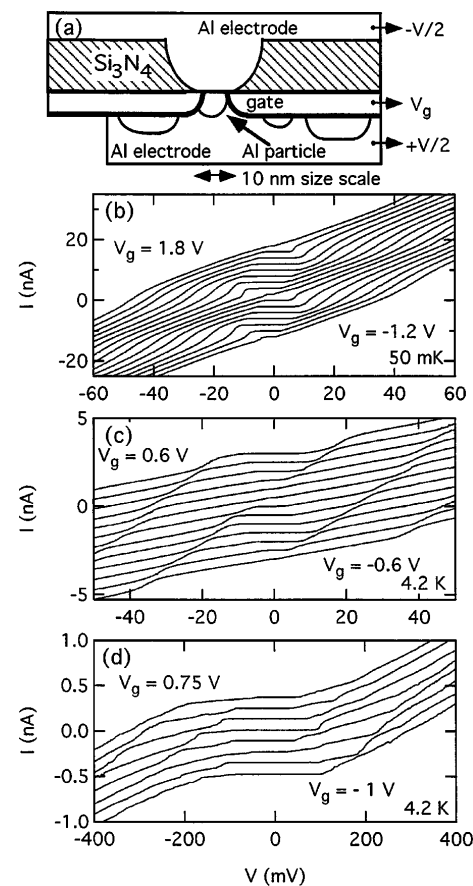 (a)
Al electrode
-V/2
Si3N4
gate
Vg
Al electrode
Al particle
+V/2
10 nm size scale
(b)
Vg = 1.8 V
Vg = -1.2 V
50 mK
I (nA)
20
0
-20
-60 -40 -20 0 20 40 60
(c)
Vg = 0.6 V
Vg = -0.6 V
4.2 K
I (nA)
5
0
-5
-40 -20 0 20 40
(d)
Vg = 0.75 V
Vg = - 1 V
4.2 K
I (nA)
1.0
0.5
0.0
-0.5
-1.0
-400 -200 0 200 400
V (mV)